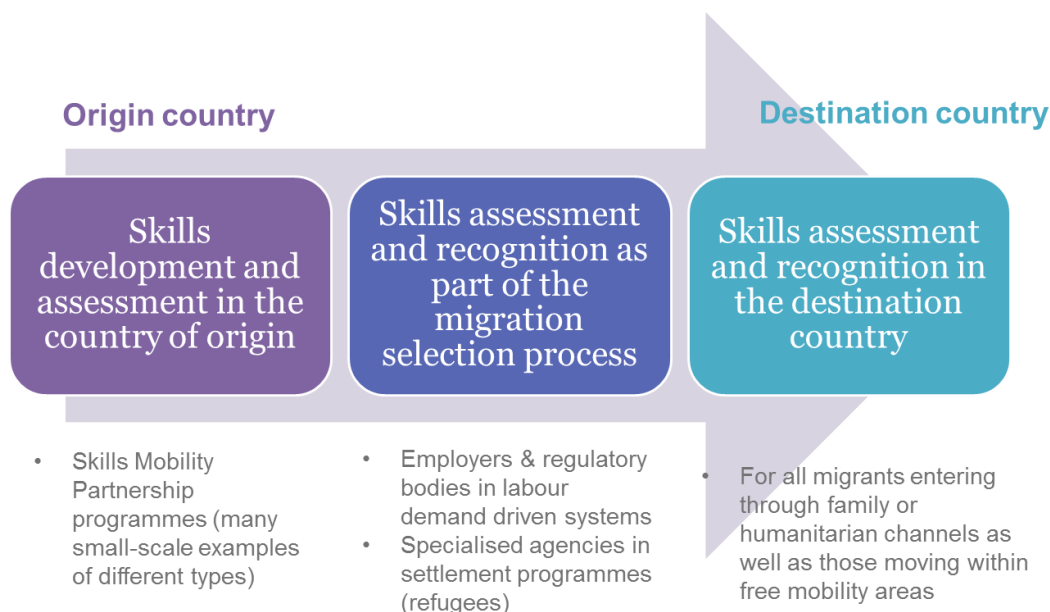 Origin country
Destination country
Skills
development and
assessment in the
country of origin
Skills assessment
and recognition as
part of the
migration
selection process
Skills assessment
and recognition in
the destination
country
• Skills Mobility
Partnership
programmes (many
small-scale examples
of different types)
• Employers & regulatory
bodies in labour
demand driven systems
• Specialised agencies in
settlement programmes
(refugees)
• For all migrants entering
through family or
humanitarian channels as
well as those moving within
free mobility areas